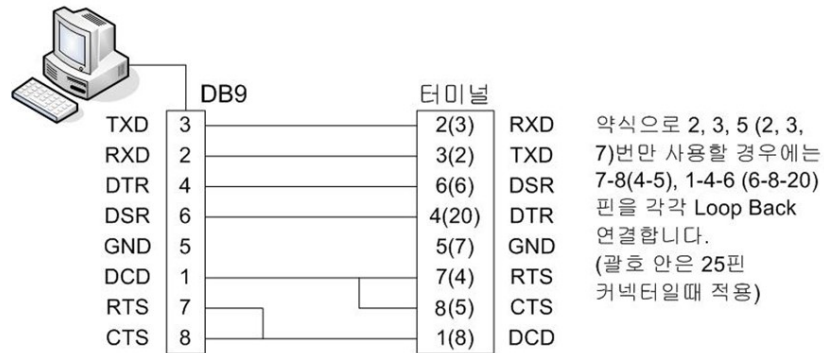 DB9 터미널
TXD 3 2(3) RXD
RXD 2 3(2) TXD
DTR 4 6(6) DSR
DSR 6 4(20) DTR
GND 5 5(7) GND
DCD 1 7(4) RTS
RTS 7 8(5) CTS
CTS 8 1(8) DCD
약식으로 2, 3, 5 (2, 3,
7)번만 사용할 경우에는
7-8(4-5), 1-4-6 (6-8-20)
핀을 각각 Loop Back
연결합니다.
(괄호 안은 25핀
커넥터일때 적용)